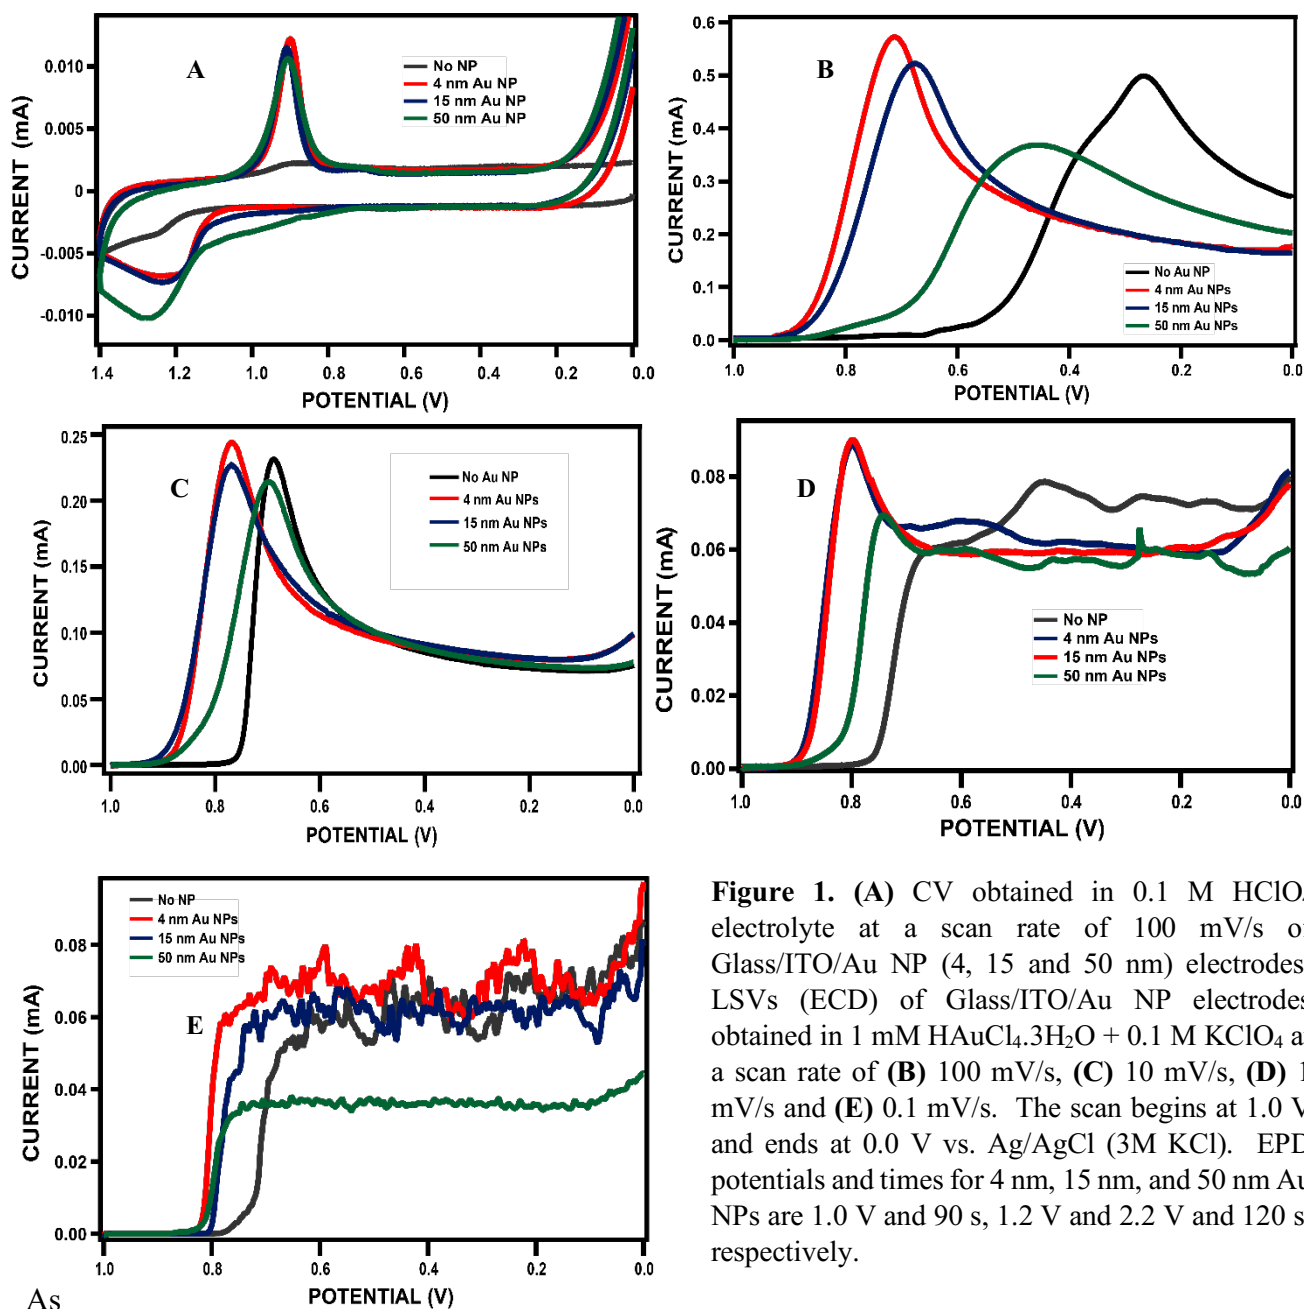 A
No NP
4 nm Au NP
15 nm Au NP
50 nm Au NP
CURRENT (mA)
0.010
0.005
0
-0.005
-0.010
1.4 1.2 1.0 0.8 0.6 0.4 0.2 0.0
POTENTIAL (V)
B
No Au NP
4 nm Au NPs
15 nm Au NPs
50 nm Au NPs
CURRENT (mA)
0.6
0.5
0.4
0.3
0.2
0.1
0.0
1.0 0.8 0.6 0.4 0.2 0.0
POTENTIAL (V)
C
No Au NP
4 nm Au NPs
15 nm Au NPs
50 nm Au NPs
CURRENT (mA)
0.25
0.20
0.15
0.10
0.05
0.00
1.0 0.8 0.6 0.4 0.2 0.0
POTENTIAL (V)
D
No NP
4 nm Au NPs
15 nm Au NPs
50 nm Au NPs
CURRENT (mA)
0.08
0.06
0.04
0.02
0.00
1.0 0.8 0.6 0.4 0.2 0.0
POTENTIAL (V)
E
No NP
4 nm Au NPs
15 nm Au NPs
50 nm Au NPs
CURRENT (mA)
0.08
0.06
0.04
0.02
0.00
1.0 0.8 0.6 0.4 0.2 0.0
POTENTIAL (V)
Figure 1. (A) CV obtained in 0.1 M
electrolyte at a scan rate of 100 mV/s
Glass/ITO/Au NP (4, 15 and 50 nm) electrodes
LSVs (ECD) of Glass/ITO/Au NP electrodes
obtained in 1 mM HAuCl₄.3H₂O + 0.1 M KClO₄
a scan rate of (B) 100 mV/s, (C) 10 mV/s, (D) 1
mV/s and (E) 0.1 mV/s. The scan begins at 1.0 V
and ends at 0.0 V vs. Ag/AgCl (3M KCl). EPD
potentials and times for 4 nm, 15 nm, and 50 nm Au
NPs are 1.0 V and 90 s, 1.2 V and 2.2 V and 120 s
respectively.
As